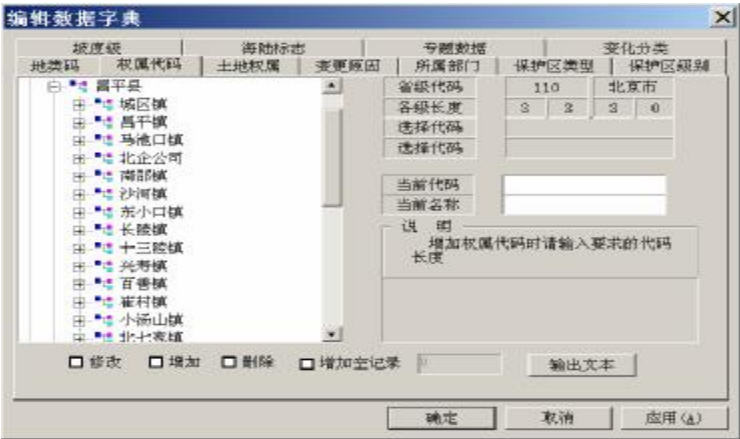 编辑数据字典
坡度级 海陆标志 专题数据 变化分类
地类码 权属代码 土地权属 变更原因 所属部门 保护区类型 保护区级别
昌平县
城区镇
昌平镇
马池口镇
北企公司
南邵镇
沙河镇
东小口镇
长陵镇
十三陵镇
兴寿镇
百善镇
崔村镇
小汤山镇
北七家镇
省级代码 110 北京市
各级长度 3 3 3 0
选择代码
选择代码
当前代码
当前名称
说 明
增加权属代码时请输入要求的代码
长度
修改 增加 删除 增加空记录 0 输出文本
确定 取消 应用(A)